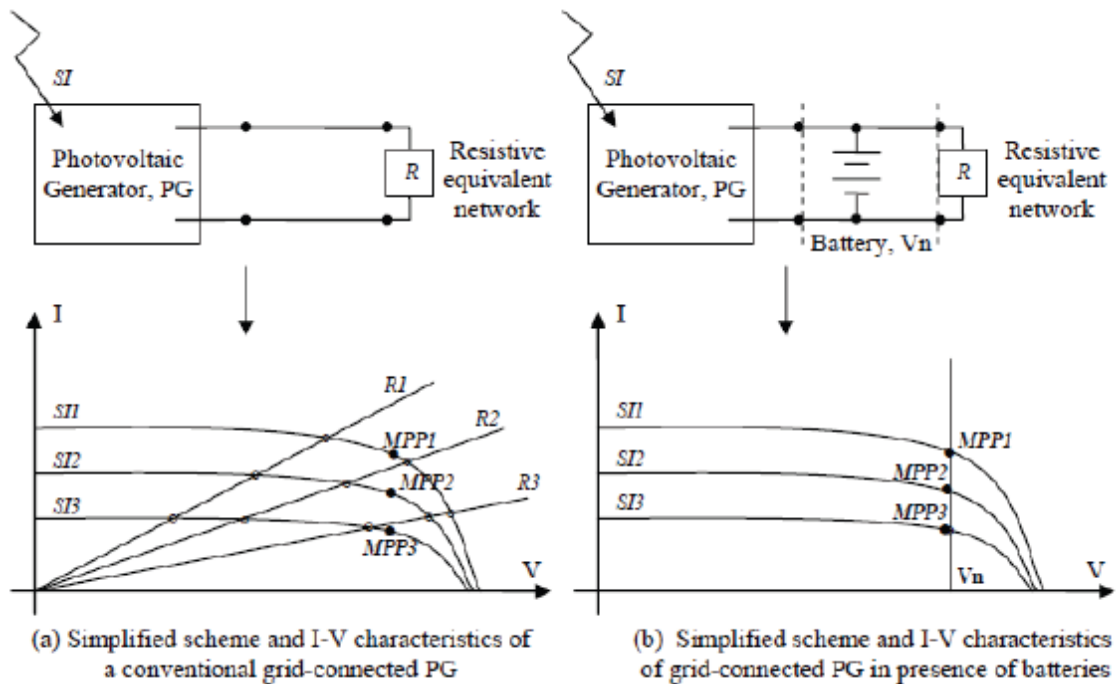 SI
Photovoltaic
Generator, PG
R
Resistive
equivalent
network
SI
Photovoltaic
Generator, PG
R
Resistive
equivalent
network
Battery, Vn
I
R1
R2
R3
SI1
SI2
SI3
MPP1
MPP2
MPP3
V
I
SI1
SI2
SI3
MPP1
MPP2
MPP3
Vn
V
(a) Simplified scheme and I-V characteristics of
a conventional grid-connected PG
(b) Simplified scheme and I-V characteristics
of grid-connected PG in presence of batteries